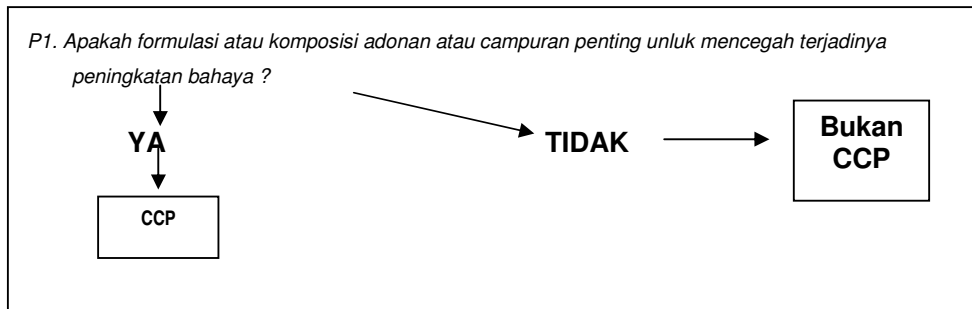 P1. Apakah formulasi atau komposisi adonan atau campuran penting unluk mencegah terjadinya
peningkatan bahaya ?
YA
TIDAK
Bukan
CCP
CCP